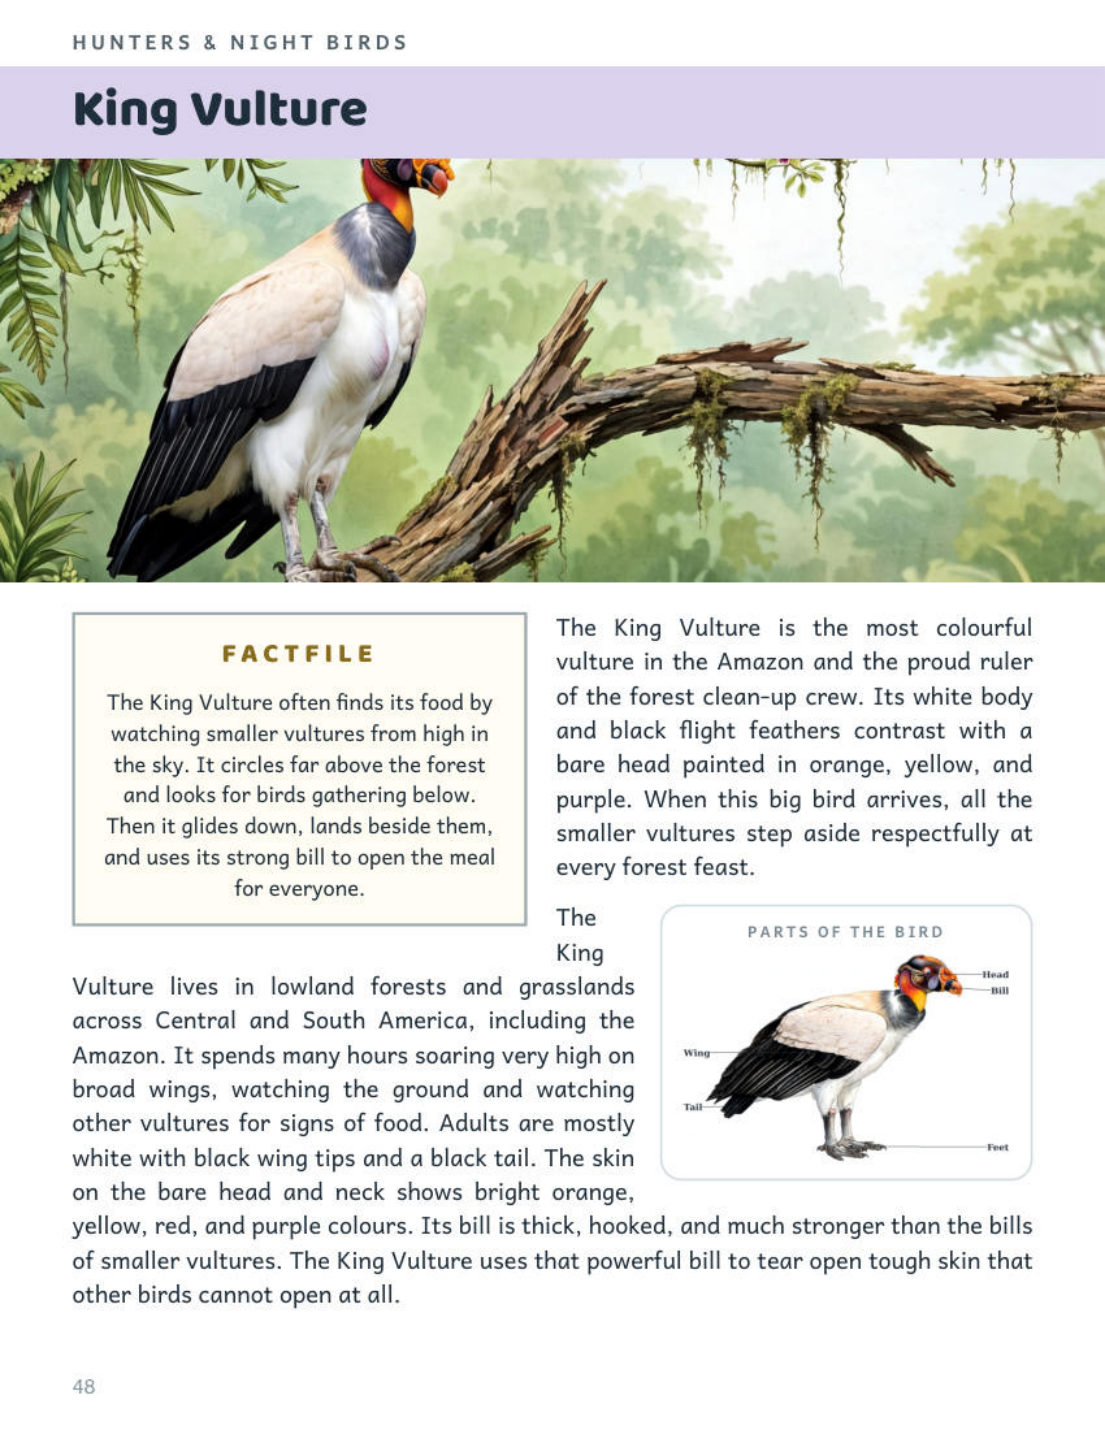 HUNTERS & NIGHT BIRDS
King Vulture
FACTFILE
The King Vulture often finds its food by
watching smaller vultures from high in
the sky. It circles far above the forest
and looks for birds gathering below.
Then it glides down, lands beside them,
and uses its strong bill to open the meal
for everyone.
The King Vulture is the most colourful
vulture in the Amazon and the proud ruler
of the forest clean-up crew. Its white body
and black flight feathers contrast with a
bare head painted in orange, yellow, and
purple. When this big bird arrives, all the
smaller vultures step aside respectfully at
every forest feast.
The
King
Vulture lives in lowland forests and grasslands
across Central and South America, including the
Amazon. It spends many hours soaring very high on
broad wings, watching the ground and watching
other vultures for signs of food. Adults are mostly
white with black wing tips and a black tail. The skin
on the bare head and neck shows bright orange,
yellow, red, and purple colours. Its bill is thick, hooked, and much stronger than the bills
of smaller vultures. The King Vulture uses that powerful bill to tear open tough skin that
other birds cannot open at all.
PARTS OF THE BIRD
Head
Bill
Wing
Tail
Feet
48